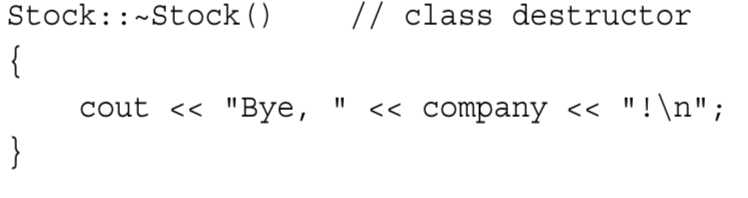 Stock::~Stock()    // class destructor
{
    cout << "Bye, " << company << "!\n";
}